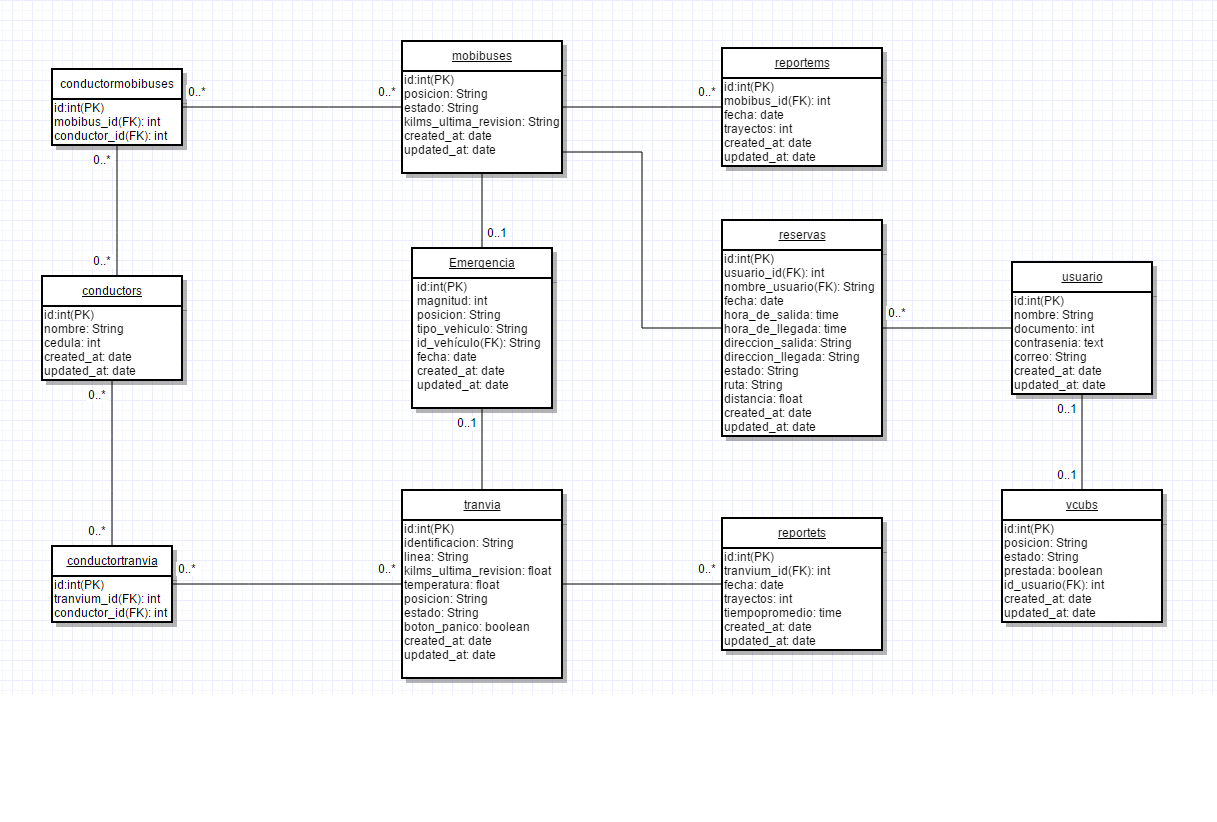 conductormobibuses
id:int(PK)
mobibus_id(FK): int
conductor_id(FK): int
0..*
0..*
mobibuses
id:int(PK)
posicion: String
estado: String
kilms_ultima_revision: String
created_at: date
updated_at: date
0..*
reportems
id:int(PK)
mobibus_id(FK): int
fecha: date
trayectos: int
created_at: date
updated_at: date
0..*
0..*
0..1
conductors
id:int(PK)
nombre: String
cedula: int
created_at: date
updated_at: date
Emergencia
id:int(PK)
magnitud: int
posicion: String
tipo_vehiculo: String
id_vehículo(FK): String
fecha: date
created_at: date
updated_at: date
reservas
id:int(PK)
usuario_id(FK): int
nombre_usuario(FK): String
fecha: date
hora_de_salida: time
hora_de_llegada: time
direccion_salida: String
direccion_llegada: String
estado: String
ruta: String
distancia: float
created_at: date
updated_at: date
0..*
usuario
id:int(PK)
nombre: String
documento: int
contrasenia: text
correo: String
created_at: date
updated_at: date
0..*
0..*
0..1
0..1
0..1
conductortranvia
id:int(PK)
tranvium_id(FK): int
conductor_id(FK): int
0..*
0..*
tranvia
id:int(PK)
identificacion: String
linea: String
kilms_ultima_revision: float
temperatura: float
posicion: String
estado: String
boton_panico: boolean
created_at: date
updated_at: date
0..*
reportets
id:int(PK)
tranvium_id(FK): int
fecha: date
trayectos: int
tiempopromedio: time
created_at: date
updated_at: date
vcubs
id:int(PK)
posicion: String
estado: String
prestada: boolean
id_usuario(FK): int
created_at: date
updated_at: date